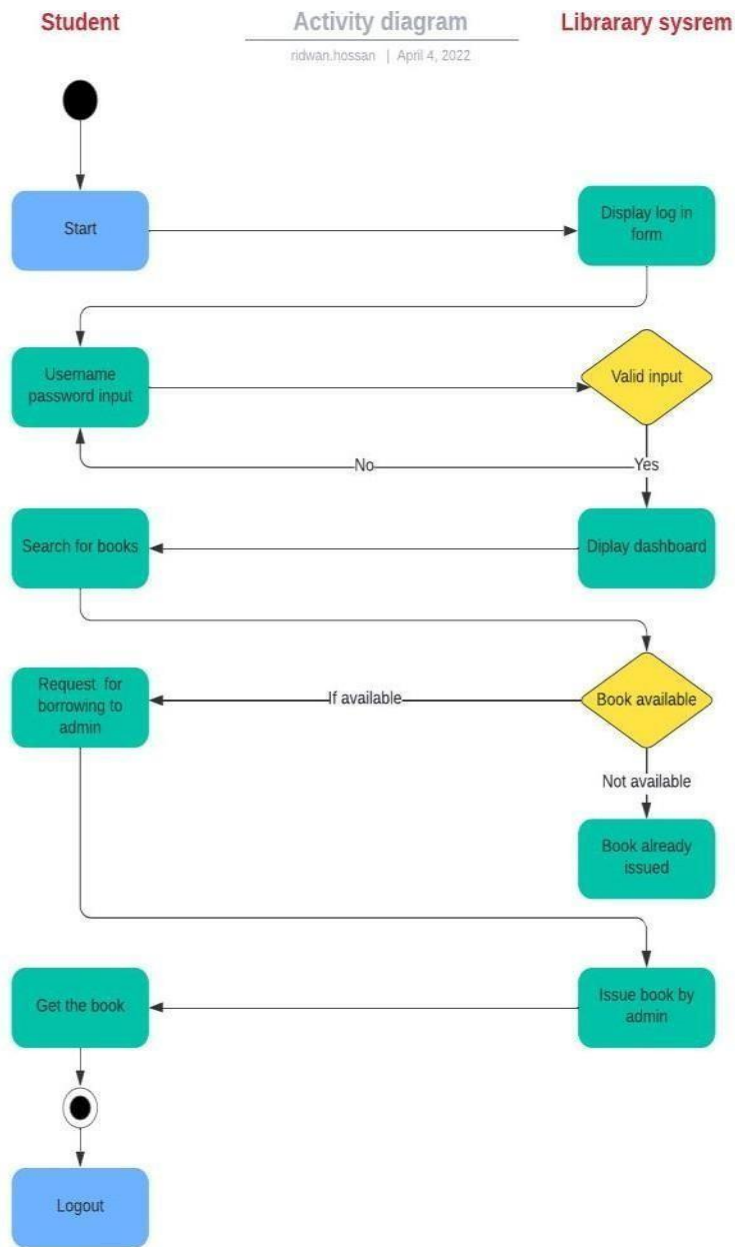 Student
Activity diagram
Librarary sysrem
ridwan.hossan | April 4, 2022
Start
Display log in
form
Username
password input
Valid input
No
Yes
Search for books
Diplay dashboard
Request for
borrowing to
admin
If available
Book available
Not available
Book already
issued
Get the book
Issue book by
admin
Logout